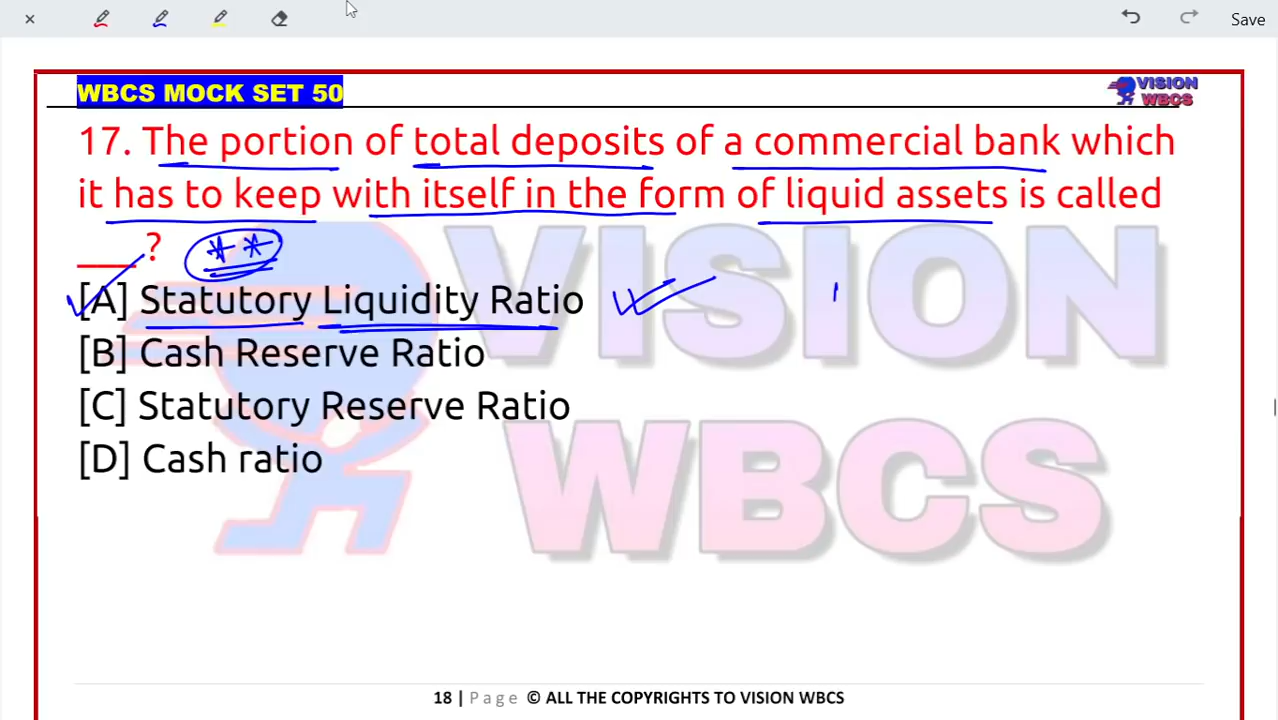 Save
WBCS MOCK SET 50
VISION
WBCS
17. The portion of total deposits of a commercial bank which
it has to keep with itself in the form of liquid assets is called
___?
[A] Statutory Liquidity Ratio
[B] Cash Reserve Ratio
[C] Statutory Reserve Ratio
[D] Cash ratio
VISION
WBCS
18 | Page © ALL THE COPYRIGHTS TO VISION WBCS